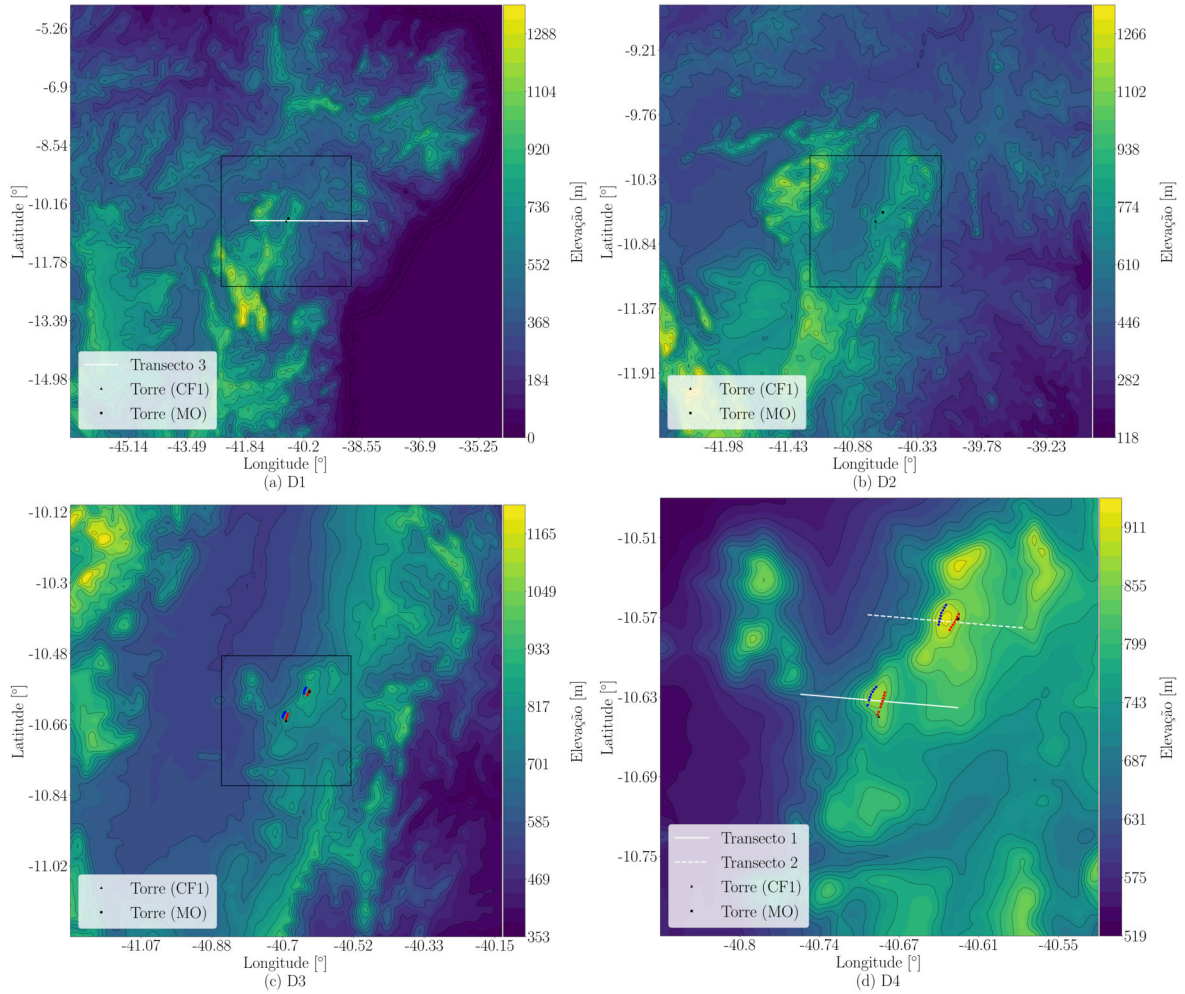 -5.26
-6.9
-8.54
-10.16
-11.78
-13.39
-14.98
Latitude [°]
Transecto 3
Torre (CF1)
Torre (MO)
-45.14 -43.49 -41.84 -40.2 -38.55 -36.9 -35.25
Longitude [°]
(a) D1
1288
1104
920
736
552
368
184
0
Elevação [m]
-9.21
-9.76
-10.3
-10.84
-11.37
-11.91
Latitude [°]
Torre (CF1)
Torre (MO)
-41.98 -41.43 -40.88 -40.33 -39.78 -39.23
Longitude [°]
(b) D2
1266
1102
938
774
610
446
282
118
Elevação [m]
-10.12
-10.3
-10.48
-10.66
-10.84
-11.02
Latitude [°]
Torre (CF1)
Torre (MO)
-41.07 -40.88 -40.7 -40.52 -40.33 -40.15
Longitude [°]
(c) D3
1165
1049
933
817
701
585
469
353
Elevação [m]
-10.51
-10.57
-10.63
-10.69
-10.75
Latitude [°]
Transecto 1
Transecto 2
Torre (CF1)
Torre (MO)
-40.8 -40.74 -40.67 -40.61 -40.55
Longitude [°]
(d) D4
911
855
799
743
687
631
575
519
Elevação [m]